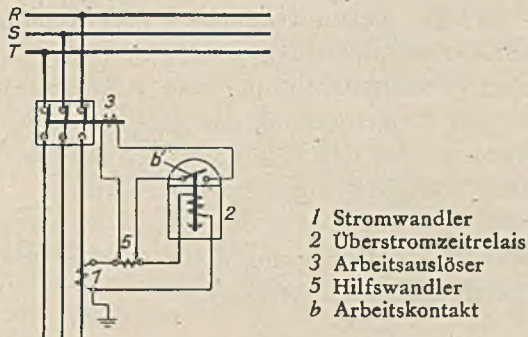 R
S
T
3
b
2
5
1
1 Stromwandler
2 Überstromzeitrelais
3 Arbeitsauslöser
5 Hilfswandler
b Arbeitskontakt